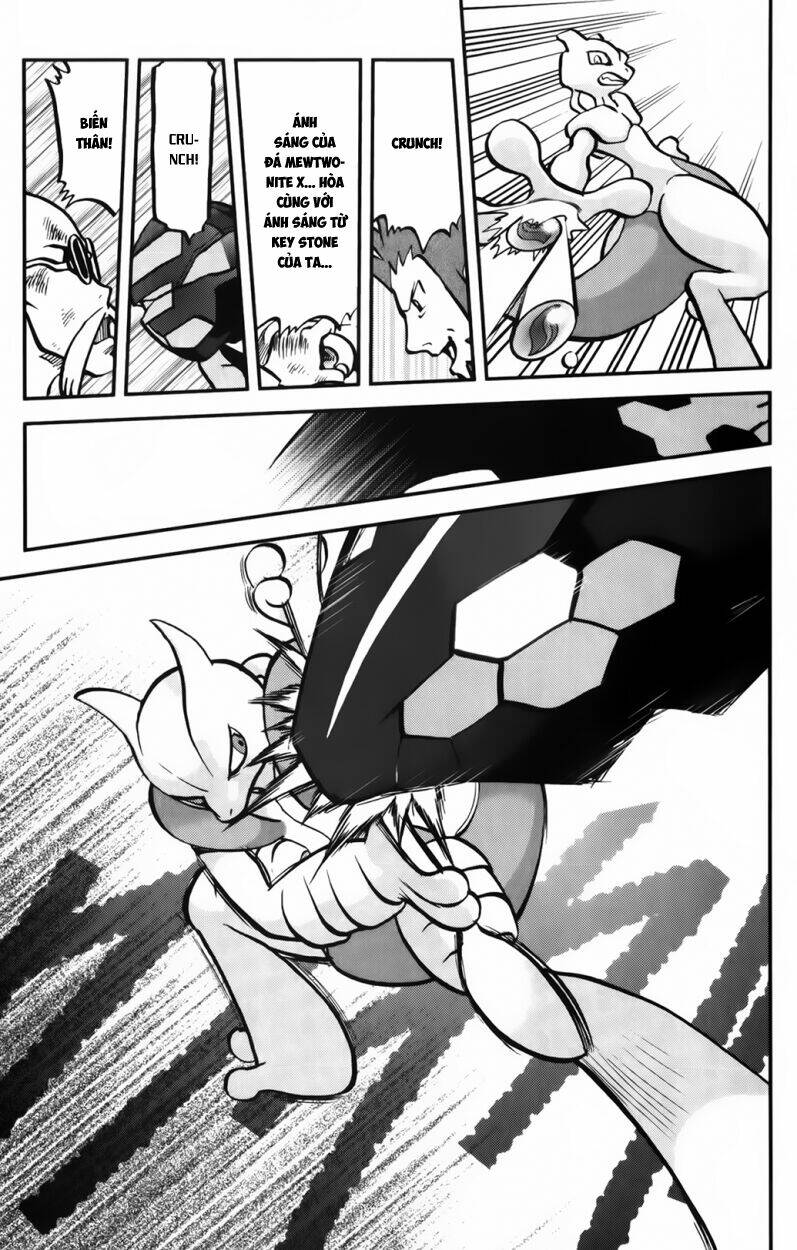 CRUNCH!
ÁNH
SÁNG CỦA
ĐÁ MEWTWO-
NITE X... HÒA
CÙNG VỚI
ÁNH SÁNG TỪ
KEY STONE
CỦA TA...
CRU-
NCH!
BIẾN
THÂN!